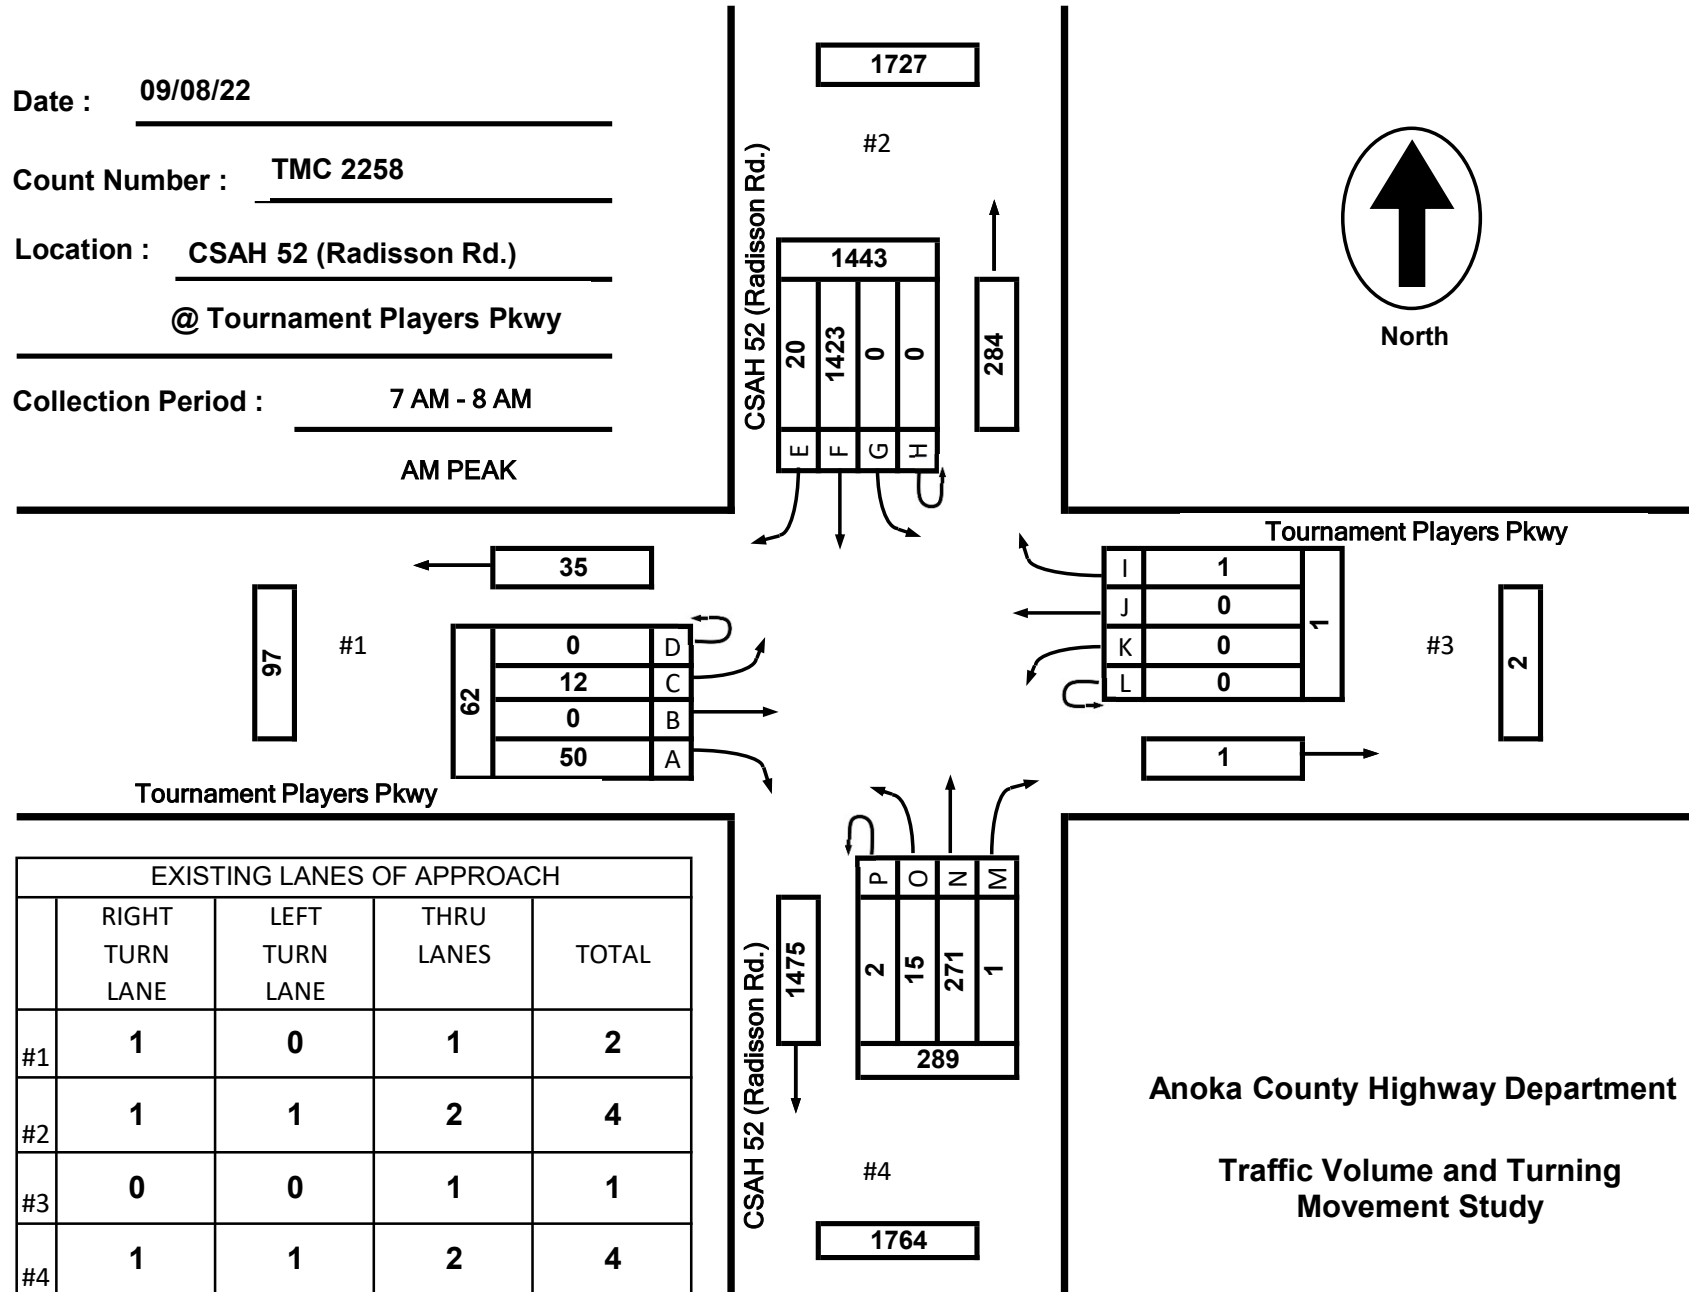 Date : 09/08/22
Count Number : TMC 2258
Location : CSAH 52 (Radisson Rd.)
@ Tournament Players Pkwy
Collection Period : 7 AM - 8 AM
AM PEAK
1727
#2
CSAH 52 (Radisson Rd.)
1443
20 1423 0 0
E F G H
284
North
Tournament Players Pkwy
35
97
#1
62
0 D
12 C
0 B
50 A
Tournament Players Pkwy
I 1
J 0
K 0
L 0
1
#3
2
1
P O N M
2 15 271 1
289
1475
CSAH 52 (Radisson Rd.)
#4
1764
EXISTING LANES OF APPROACH
RIGHT TURN LANE
LEFT TURN LANE
THRU LANES
TOTAL
#1 1 0 1 2
#2 1 1 2 4
#3 0 0 1 1
#4 1 1 2 4
Anoka County Highway Department
Traffic Volume and Turning
Movement Study